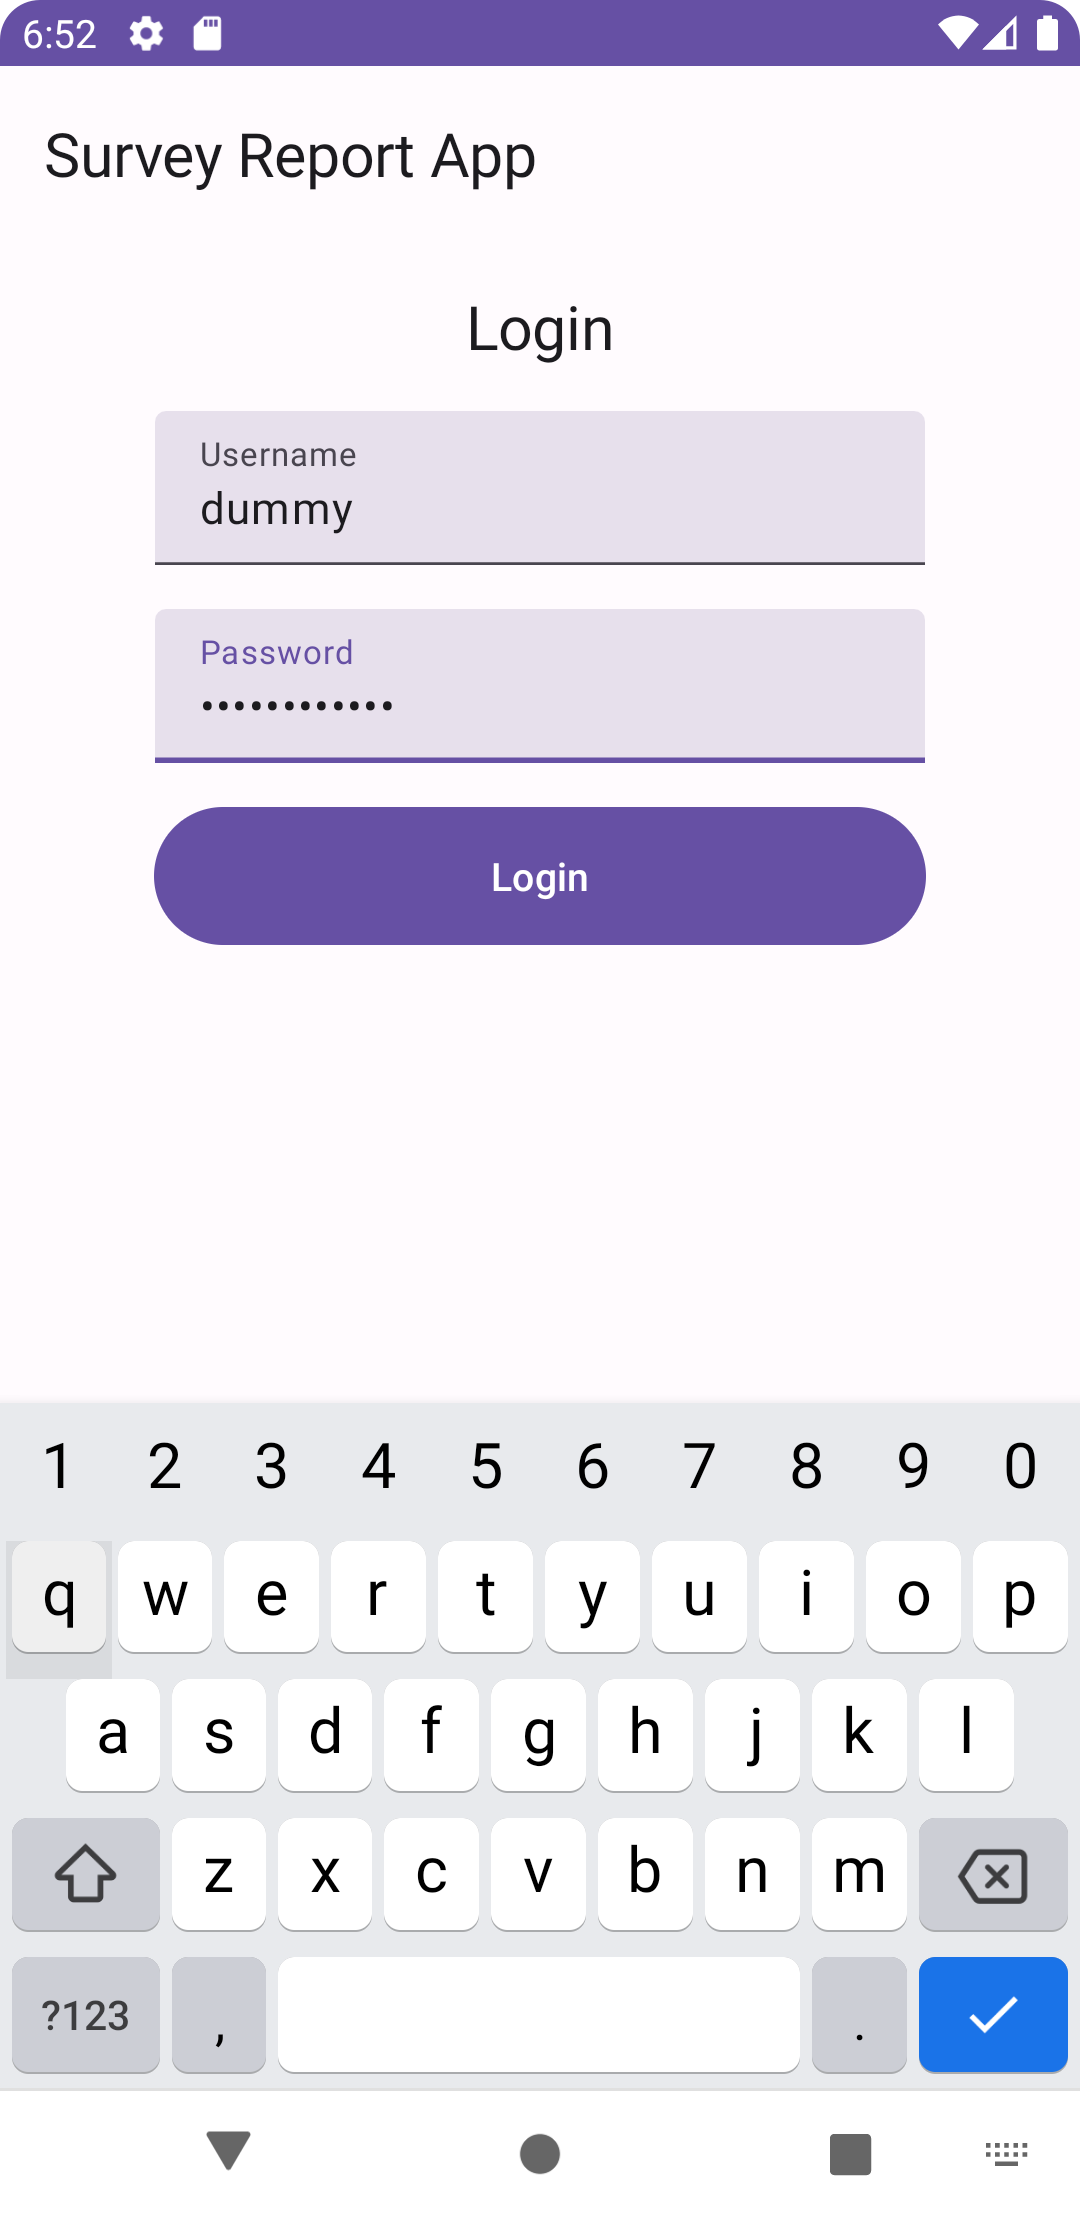 6:52
Survey Report App
Login
Username
dummy
Password
••••••••••••
Login
1 2 3 4 5 6 7 8 9 0
q w e r t y u i o p
a s d f g h j k l
z x c v b n m
?123 , .